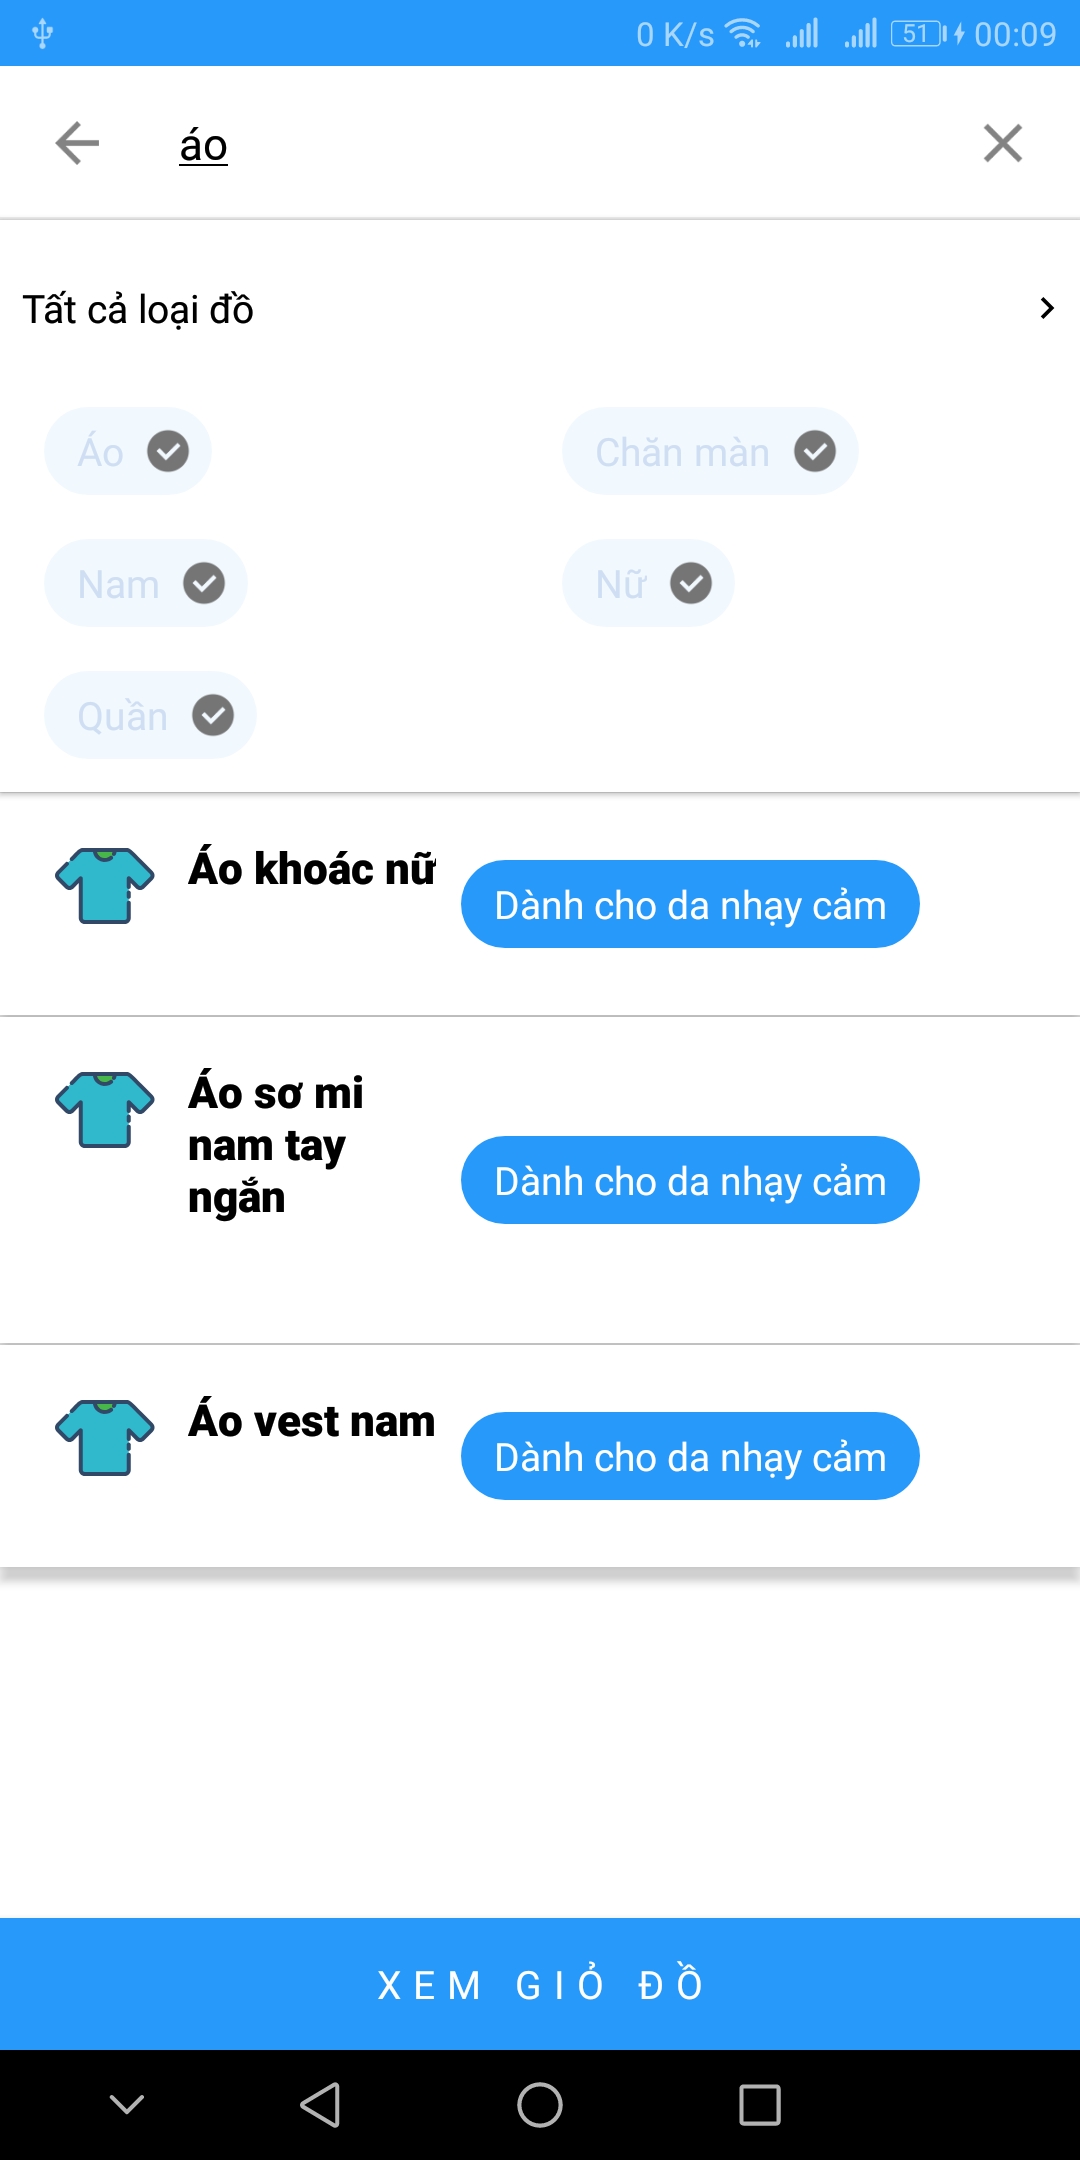 0 K/s 51 00:09
áo
Tất cả loại đồ
Áo Chăn màn
Nam Nữ
Quần
Áo khoác nữ
Dành cho da nhạy cảm
Áo sơ mi
nam tay
ngắn
Dành cho da nhạy cảm
Áo vest nam
Dành cho da nhạy cảm
XEM GIỎ ĐỒ